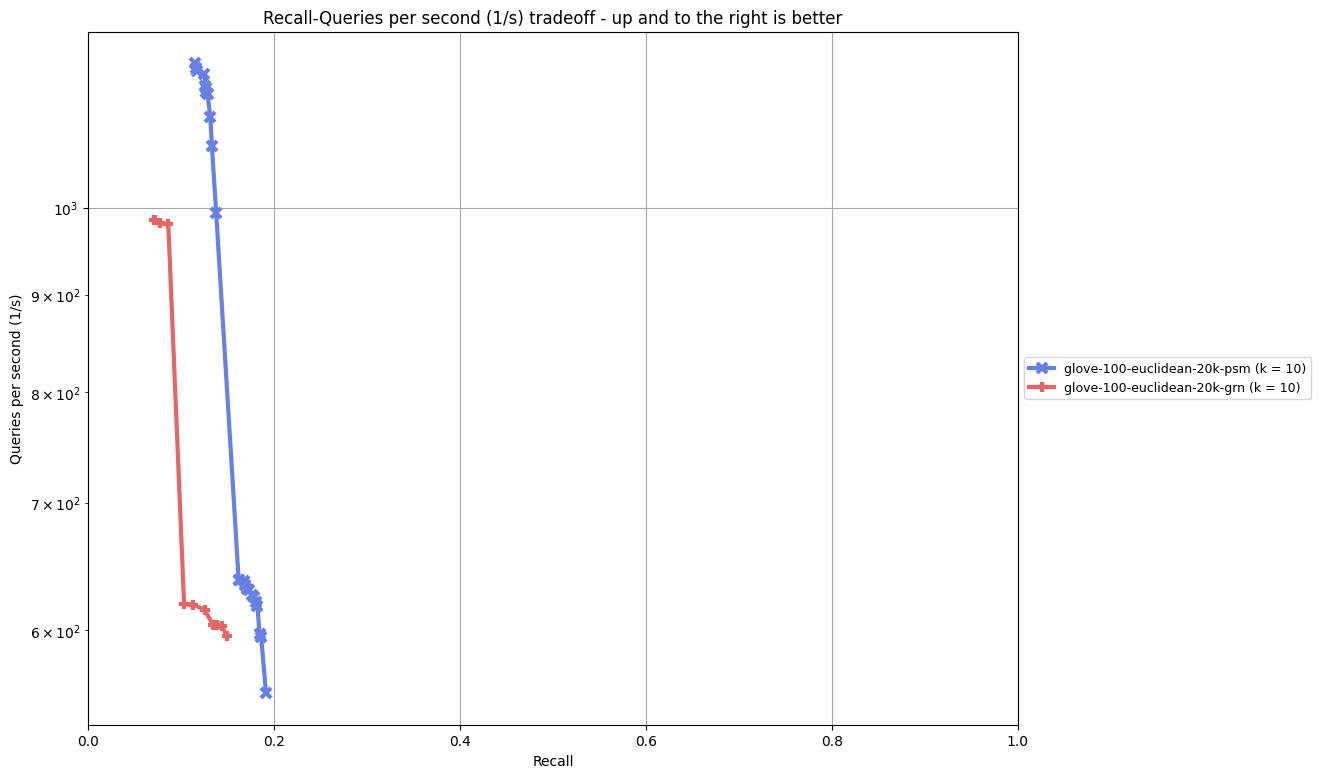 Recall-Queries per second (1/s) tradeoff - up and to the right is better
Queries per second (1/s)
10³
9 × 10²
8 × 10²
7 × 10²
6 × 10²
0.0 0.2 0.4 0.6 0.8 1.0
Recall
glove-100-euclidean-20k-psm (k = 10)
glove-100-euclidean-20k-grn (k = 10)